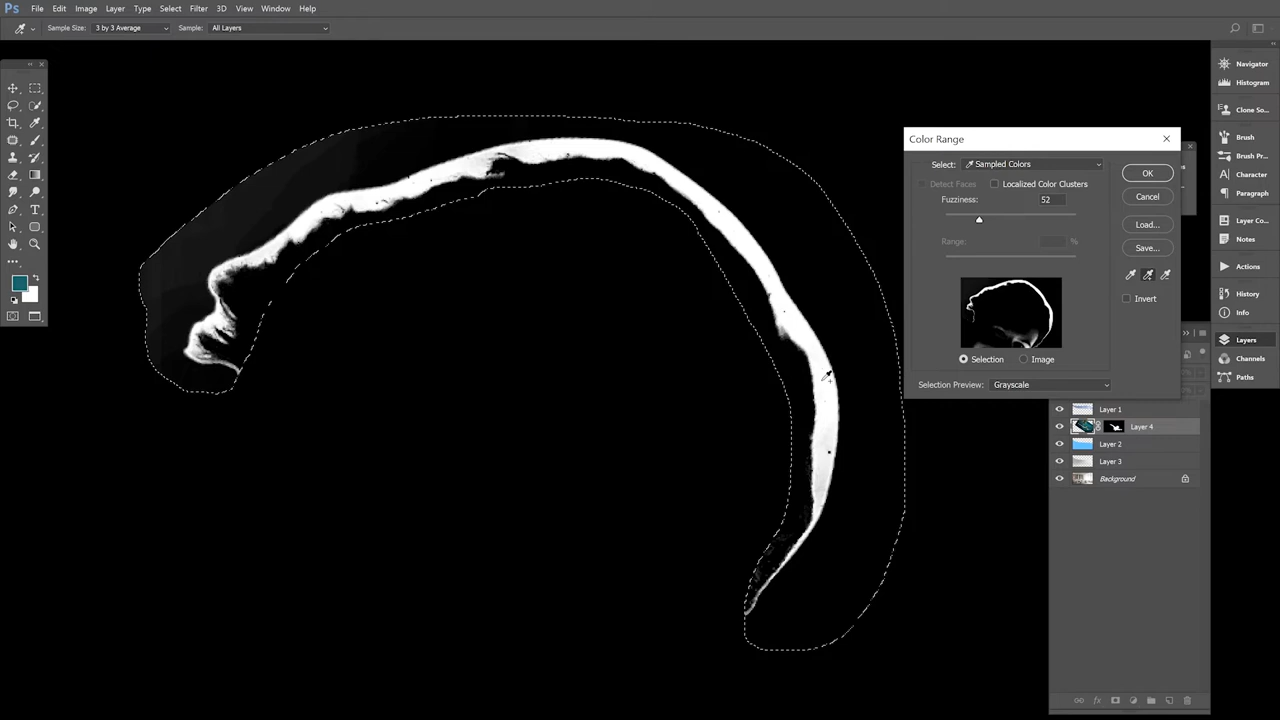 Ps File Edit Image Layer Type Select Filter 3D View Window Help
Sample Size: 3 by 3 Average Sample: All Layers
Navigator
Histogram
Clone So...
Brush
Brush Pr...
Character
Paragraph
Layer Co...
Notes
Actions
History
Info
Layers
Channels
Paths
Color Range
Select: Sampled Colors
OK
Detect Faces Localized Color Clusters
Cancel
Fuzziness: 52
Load...
Range: %
Save...
Invert
Selection Image
Selection Preview: Grayscale
Layer 1
Layer 4
Layer 2
Layer 3
Background
fx